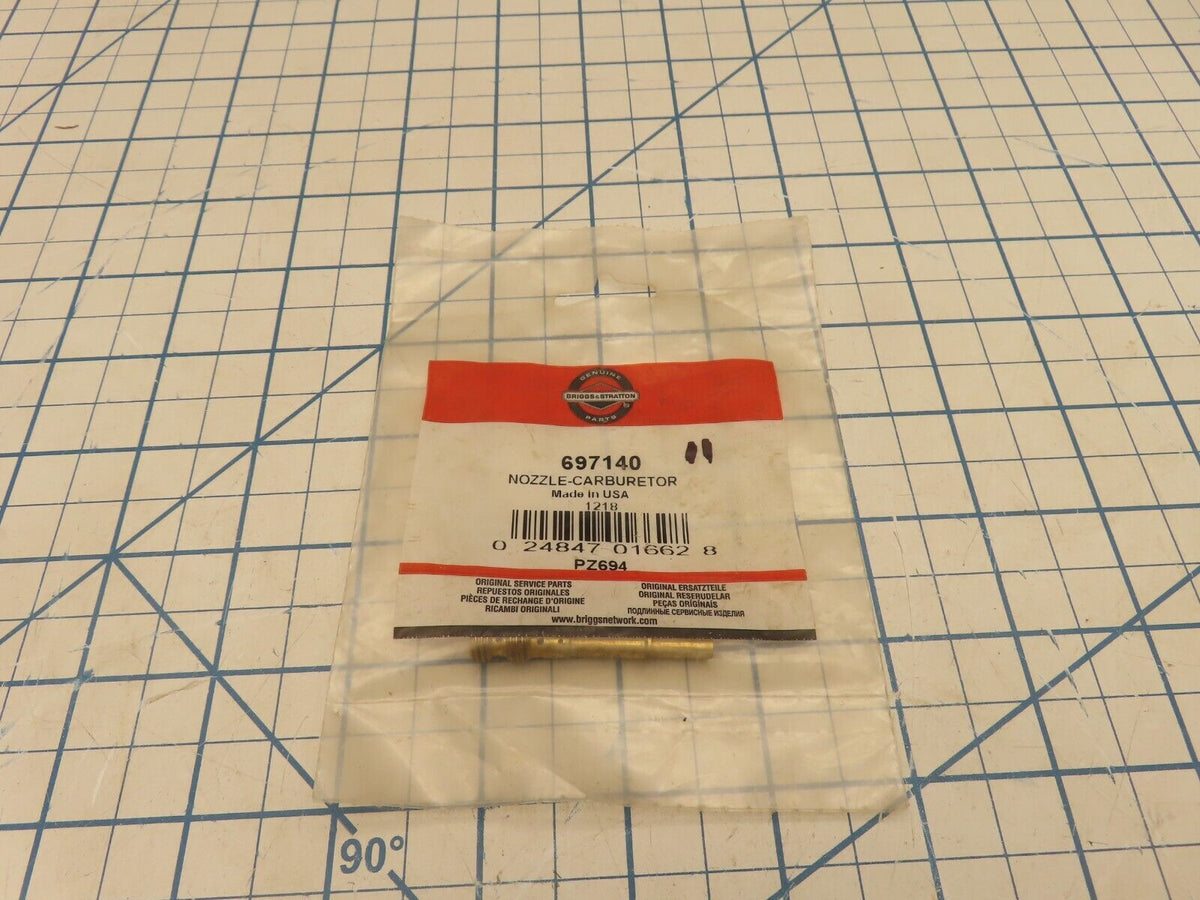 GENUINE
BRIGGS & STRATTON
PARTS
697140
NOZZLE-CARBURETOR
Made in USA
1218
0 24847 01662 8
PZ694
ORIGINAL SERVICE PARTS
REPUESTOS ORIGINALES
PIÈCES DE RECHANGE D'ORIGINE
RICAMBI ORIGINALI
ORIGINAL ERSATZTEILE
ORIGINAL RESERVDELAR
PEÇAS ORIGINAIS
ПОДЛИННЫЕ СЕРВИСНЫЕ ИЗДЕЛИЯ
www.briggsnetwork.com
90°